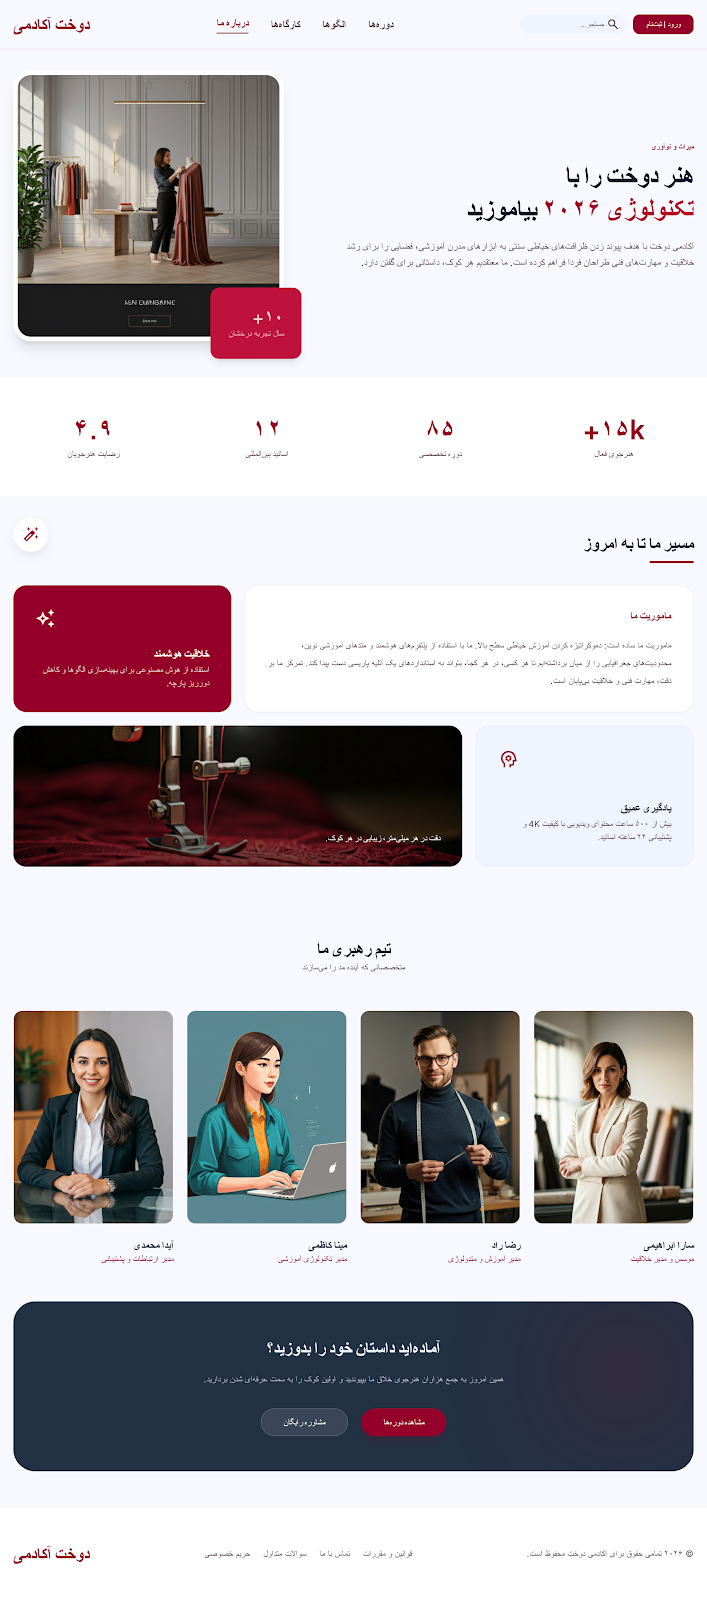 ورود | ثبت‌نام
جستجو...
دوره‌ها
الگوها
کارگاه‌ها
درباره ما
دوخت آکادمی
میراث و نوآوری
هنر دوخت را با
تکنولوژی ۲۰۲۶ بیاموزید
آکادمی دوخت با هدف پیوند زدن ظرافت‌های خیاطی سنتی به ابزارهای مدرن آموزشی، فضایی را برای رشد
خلاقیت و مهارت‌های فنی طراحان فردا فراهم کرده است. ما معتقدیم هر کوک، داستانی برای گفتن دارد.
+۱۰
سال تجربه درخشان
+۱۵k
هنرجوی فعال
۸۵
دوره تخصصی
۱۲
اساتید بین‌المللی
۴.۹
رضایت هنرجویان
مسیر ما تا به امروز
ماموریت ما
ماموریت ما ساده است: دموکراتیزه کردن آموزش خیاطی سطح بالا. ما با استفاده از پلتفرم‌های هوشمند و متدهای آموزشی نوین،
محدودیت‌های جغرافیایی را از میان برداشته‌ایم تا هر کسی، در هر کجا، بتواند به استانداردهای یک آتلیه پاریسی دست پیدا کند. تمرکز ما بر
دقت، مهارت فنی و خلاقیت بی‌پایان است.
خلاقیت هوشمند
استفاده از هوش مصنوعی برای بهینه‌سازی الگوها و کاهش
دورریز پارچه.
یادگیری عمیق
بیش از ۵۰۰ ساعت محتوای ویدیویی با کیفیت 4K و
پشتیبانی ۲۴ ساعته اساتید.
دقت در هر میلی‌متر، زیبایی در هر کوک.
تیم رهبری ما
متخصصانی که آینده مد را می‌سازند
سارا ابراهیمی
موسس و مدیر خلاقیت
رضا راد
مدیر آموزش و متدولوژی
مینا کاظمی
مدیر تکنولوژی آموزشی
آیدا محمدی
مدیر ارتباطات و پشتیبانی
آماده‌اید داستان خود را بدوزید؟
همین امروز به جمع هزاران هنرجوی خلاق ما بپیوندید و اولین کوک را به سمت حرفه‌ای شدن بردارید.
مشاهده دوره‌ها
مشاوره رایگان
© ۲۰۲۶ تمامی حقوق برای آکادمی دوخت محفوظ است.
قوانین و مقررات
تماس با ما
سوالات متداول
حریم خصوصی
دوخت آکادمی